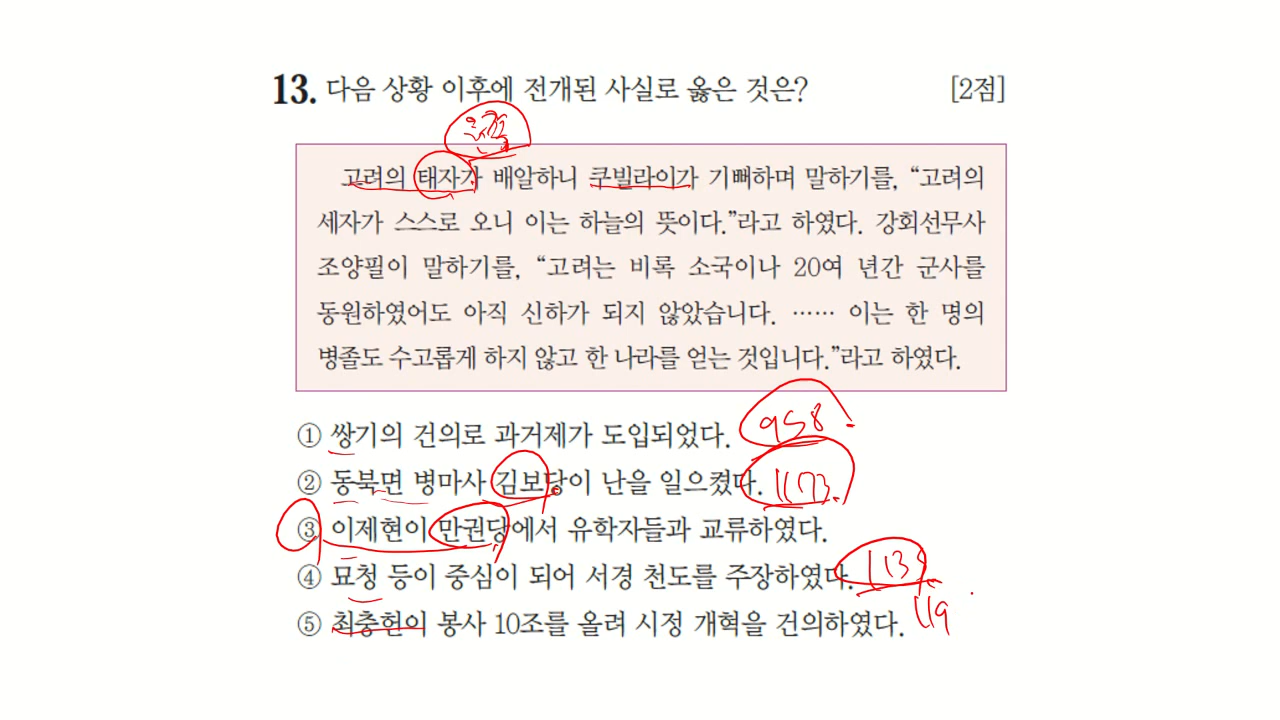 13. 다음 상황 이후에 전개된 사실로 옳은 것은? [2점]
원종
고려의 태자가 배알하니 쿠빌라이가 기뻐하며 말하기를, “고려의
세자가 스스로 오니 이는 하늘의 뜻이다.”라고 하였다. 강회선무사
조양필이 말하기를, “고려는 비록 소국이나 20여 년간 군사를
동원하였어도 아직 신하가 되지 않았습니다. …… 이는 한 명의
병졸도 수고롭게 하지 않고 한 나라를 얻는 것입니다.”라고 하였다.
① 쌍기의 건의로 과거제가 도입되었다. 958
② 동북면 병마사 김보당이 난을 일으켰다. 1173
③ 이제현이 만권당에서 유학자들과 교류하였다.
④ 묘청 등이 중심이 되어 서경 천도를 주장하였다.
⑤ 최충헌이 봉사 10조를 올려 시정 개혁을 건의하였다. 119